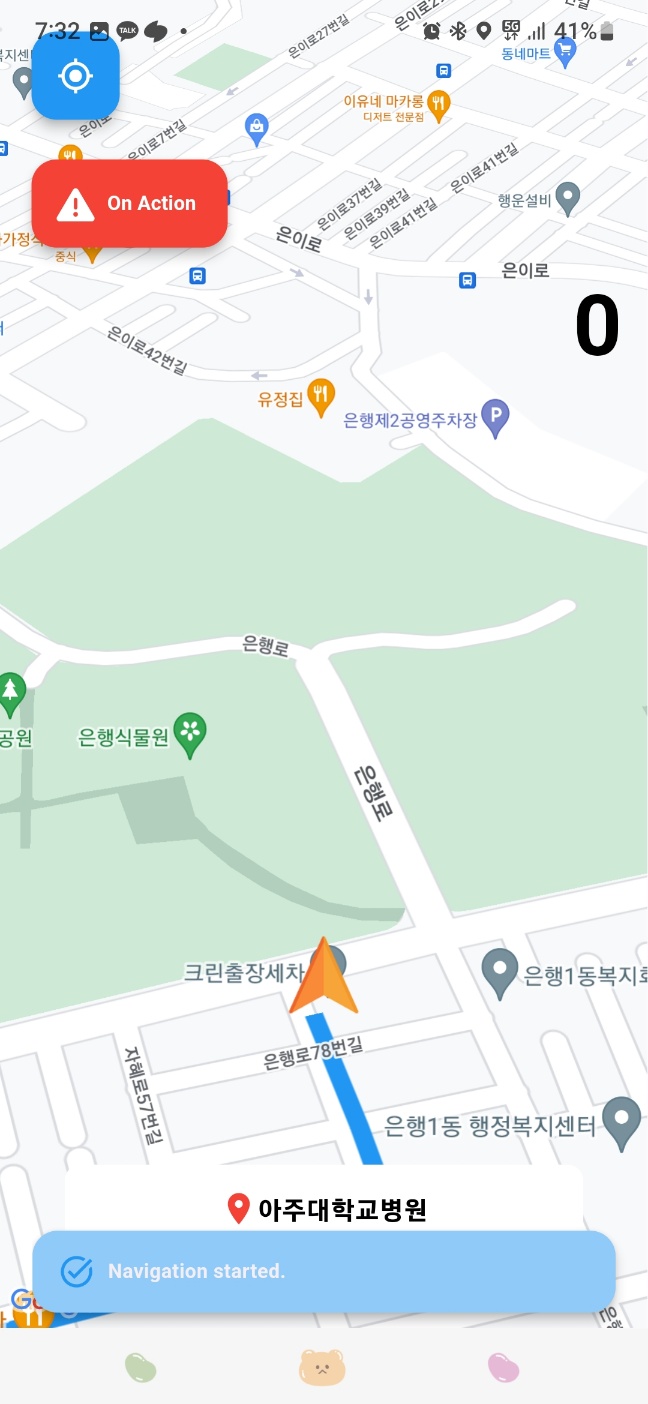 7:32
TALK
5G
41%
은이로27번길
동네마트
이유네 마카롱
디저트 전문점
은이로7번길
은이로41번길
은이로37번길
은이로39번길
은이로41번길
행운설비
On Action
중식
은이로
은이로
0
은이로42번길
유정집
은행제2공영주차장
P
은행로
공원
은행식물원
은행로
크린출장세차
은행1동복지회
은행로78번길
자혜로57번길
은행1동 행정복지센터
아주대학교병원
Navigation started.